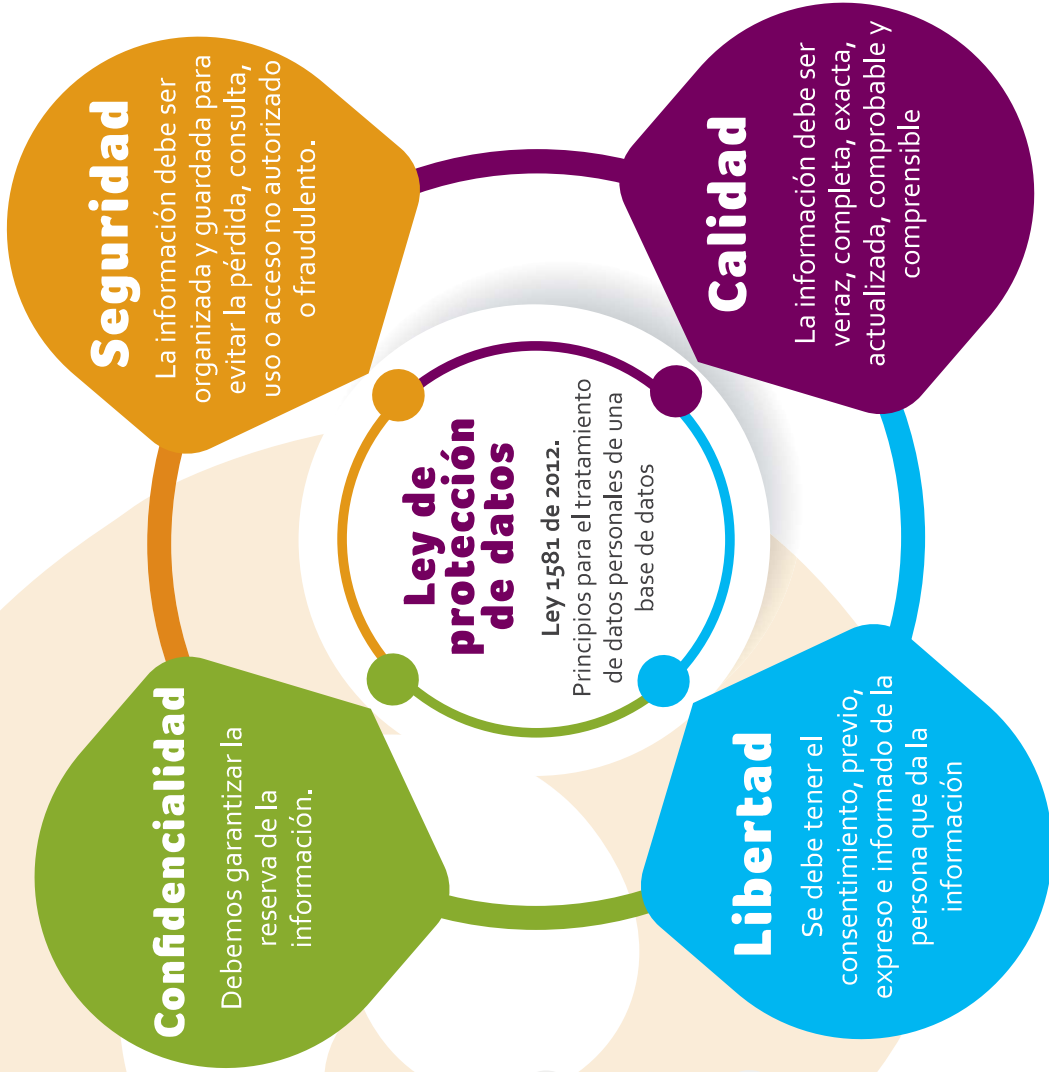 Confidencialidad
Debemos garantizar la
reserva de la
información.
Seguridad
La información debe ser
organizada y guardada para
evitar la pérdida, consulta,
uso o acceso no autorizado
o fraudulento.
Ley de
protección
de datos
Ley 1581 de 2012.
Principios para el tratamiento
de datos personales de una
base de datos
Libertad
Se debe tener el
consentimiento, previo,
expreso e informado de la
persona que da la
información
Calidad
La información debe ser
veraz, completa, exacta,
actualizada, comprobable y
comprensible